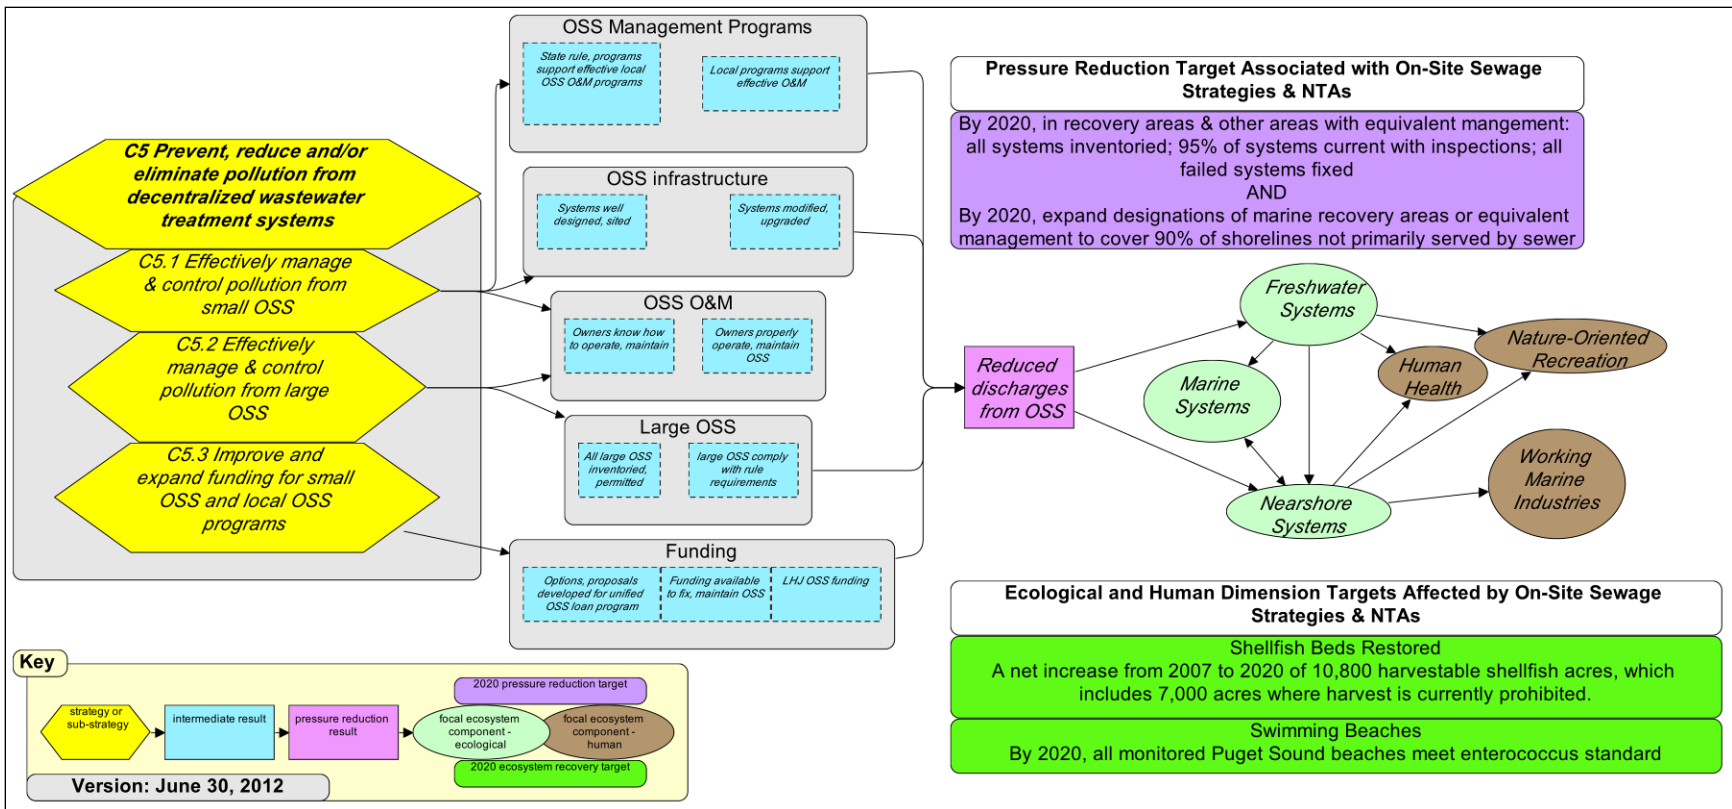 OSS Management Programs
State rule, programs
support effective local
OSS O&M programs
Local programs support
effective O&M
C5 Prevent, reduce and/or
eliminate pollution from
decentralized wastewater
treatment systems
C5.1 Effectively manage
& control pollution from
small OSS
C5.2 Effectively
manage & control
pollution from large
OSS
C5.3 Improve and
expand funding for small
OSS and local OSS
programs
OSS infrastructure
Systems well
designed, sited
Systems modified,
upgraded
OSS O&M
Owners know how
to operate, maintain
Owners properly
operate, maintain
OSS
Large OSS
All large OSS
inventoried,
permitted
large OSS comply
with rule
requirements
Funding
Options, proposals
developed for unified
OSS loan program
Funding available
to fix, maintain OSS
LHJ OSS funding
Pressure Reduction Target Associated with On-Site Sewage
Strategies & NTAs
By 2020, in recovery areas & other areas with equivalent mangement:
all systems inventoried; 95% of systems current with inspections; all
failed systems fixed
AND
By 2020, expand designations of marine recovery areas or equivalent
management to cover 90% of shorelines not primarily served by sewer
Reduced
discharges
from OSS
Freshwater
Systems
Marine
Systems
Nearshore
Systems
Human
Health
Nature-Oriented
Recreation
Working
Marine
Industries
Ecological and Human Dimension Targets Affected by On-Site Sewage
Strategies & NTAs
Shellfish Beds Restored
A net increase from 2007 to 2020 of 10,800 harvestable shellfish acres, which
includes 7,000 acres where harvest is currently prohibited.
Swimming Beaches
By 2020, all monitored Puget Sound beaches meet enterococcus standard
Key
strategy or
sub-strategy
intermediate result
pressure reduction
result
2020 pressure reduction target
focal ecosystem
component -
ecological
focal ecosystem
component -
human
2020 ecosystem recovery target
Version: June 30, 2012